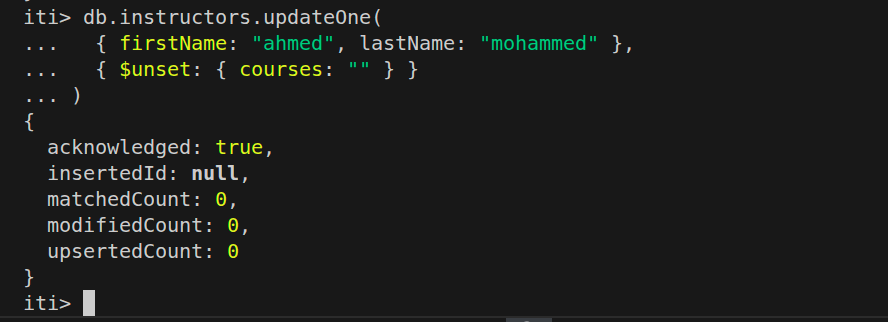 iti> db.instructors.updateOne(
...   { firstName: "ahmed", lastName: "mohammed" },
...   { $unset: { courses: "" } }
... )
{
  acknowledged: true,
  insertedId: null,
  matchedCount: 0,
  modifiedCount: 0,
  upsertedCount: 0
}
iti>